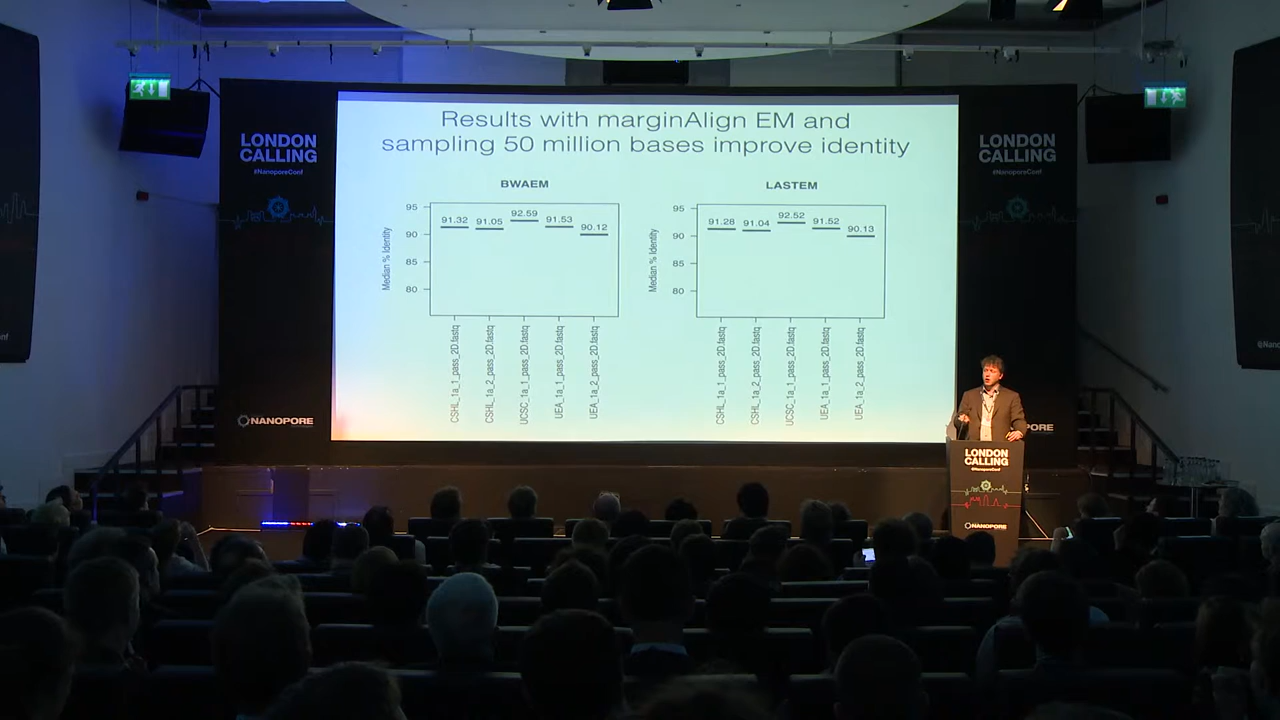 Results with marginAlign EM and
sampling 50 million bases improve identity
BWAEM
95
90
85
80
Median % Identity
91.32
91.05
92.59
91.53
90.12
CSHL_1a_1_pass_2D.fastq
CSHL_1a_2_pass_2D.fastq
UCSC_1a_1_pass_2D.fastq
UEA_1a_1_pass_2D.fastq
UEA_1a_2_pass_2D.fastq
LASTEM
95
90
85
80
Median % Identity
91.28
91.04
92.52
91.52
90.13
CSHL_1a_1_pass_2D.fastq
CSHL_1a_2_pass_2D.fastq
UCSC_1a_1_pass_2D.fastq
UEA_1a_1_pass_2D.fastq
UEA_1a_2_pass_2D.fastq
LONDON
CALLING
#NanoporeConf
NANOPORE
LONDON
CALLING
#NanoporeConf
PORE
LONDON
CALLING
#NanoporeConf
NANOPORE